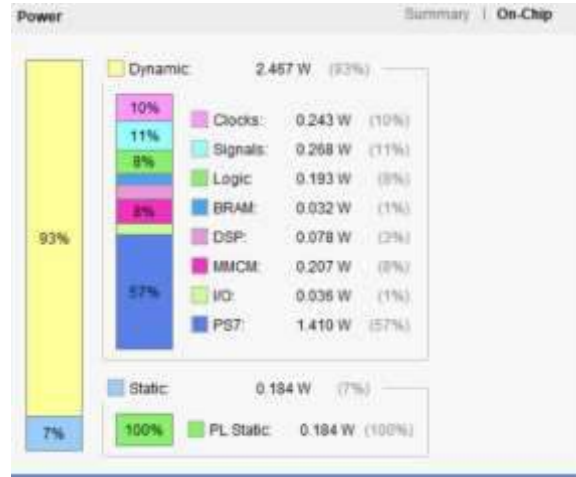 Power Summary | On-Chip
Dynamic: 2.467 W (93%)
10% Clocks: 0.243 W (10%)
11% Signals: 0.268 W (11%)
8% Logic: 0.193 W (8%)
BRAM: 0.032 W (1%)
DSP: 0.078 W (3%)
8% MMCM: 0.207 W (8%)
I/O: 0.036 W (1%)
57% PS7: 1.410 W (57%)
93%
Static: 0.184 W (7%)
100% PL Static: 0.184 W (100%)
7%